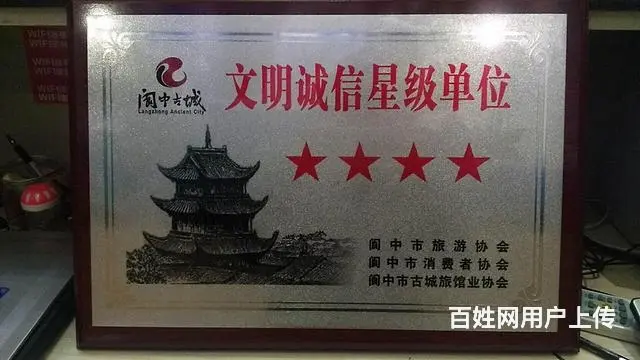 文明诚信星级单位
阆中古城
Langzhong Ancient City
阆中市旅游协会
阆中市消费者协会
阆中市古城旅馆业协会
百姓网用户上传